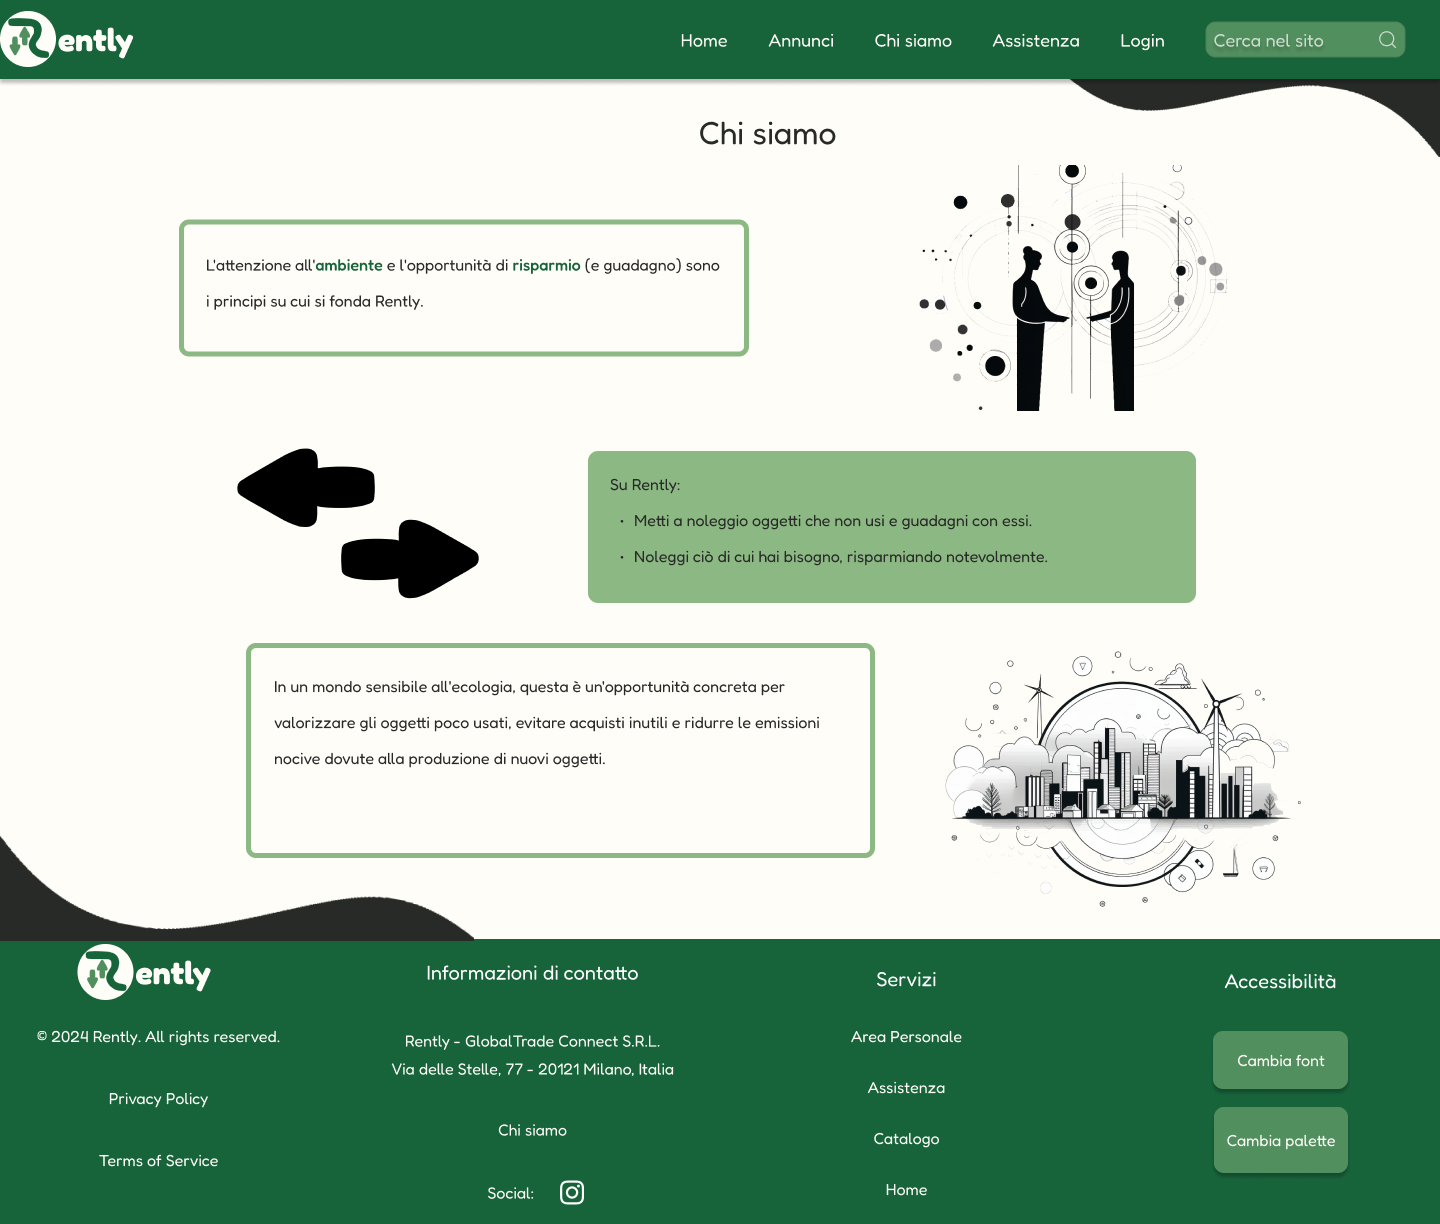 Rently
Home
Annunci
Chi siamo
Assistenza
Login
Cerca nel sito
Chi siamo
L'attenzione all'ambiente e l'opportunità di risparmio (e guadagno) sono
i principi su cui si fonda Rently.
Su Rently:
• Metti a noleggio oggetti che non usi e guadagni con essi.
• Noleggi ciò di cui hai bisogno, risparmiando notevolmente.
In un mondo sensibile all'ecologia, questa è un'opportunità concreta per
valorizzare gli oggetti poco usati, evitare acquisti inutili e ridurre le emissioni
nocive dovute alla produzione di nuovi oggetti.
Rently
© 2024 Rently. All rights reserved.
Privacy Policy
Terms of Service
Informazioni di contatto
Rently - GlobalTrade Connect S.R.L.
Via delle Stelle, 77 - 20121 Milano, Italia
Chi siamo
Social:
Servizi
Area Personale
Assistenza
Catalogo
Home
Accessibilità
Cambia font
Cambia palette